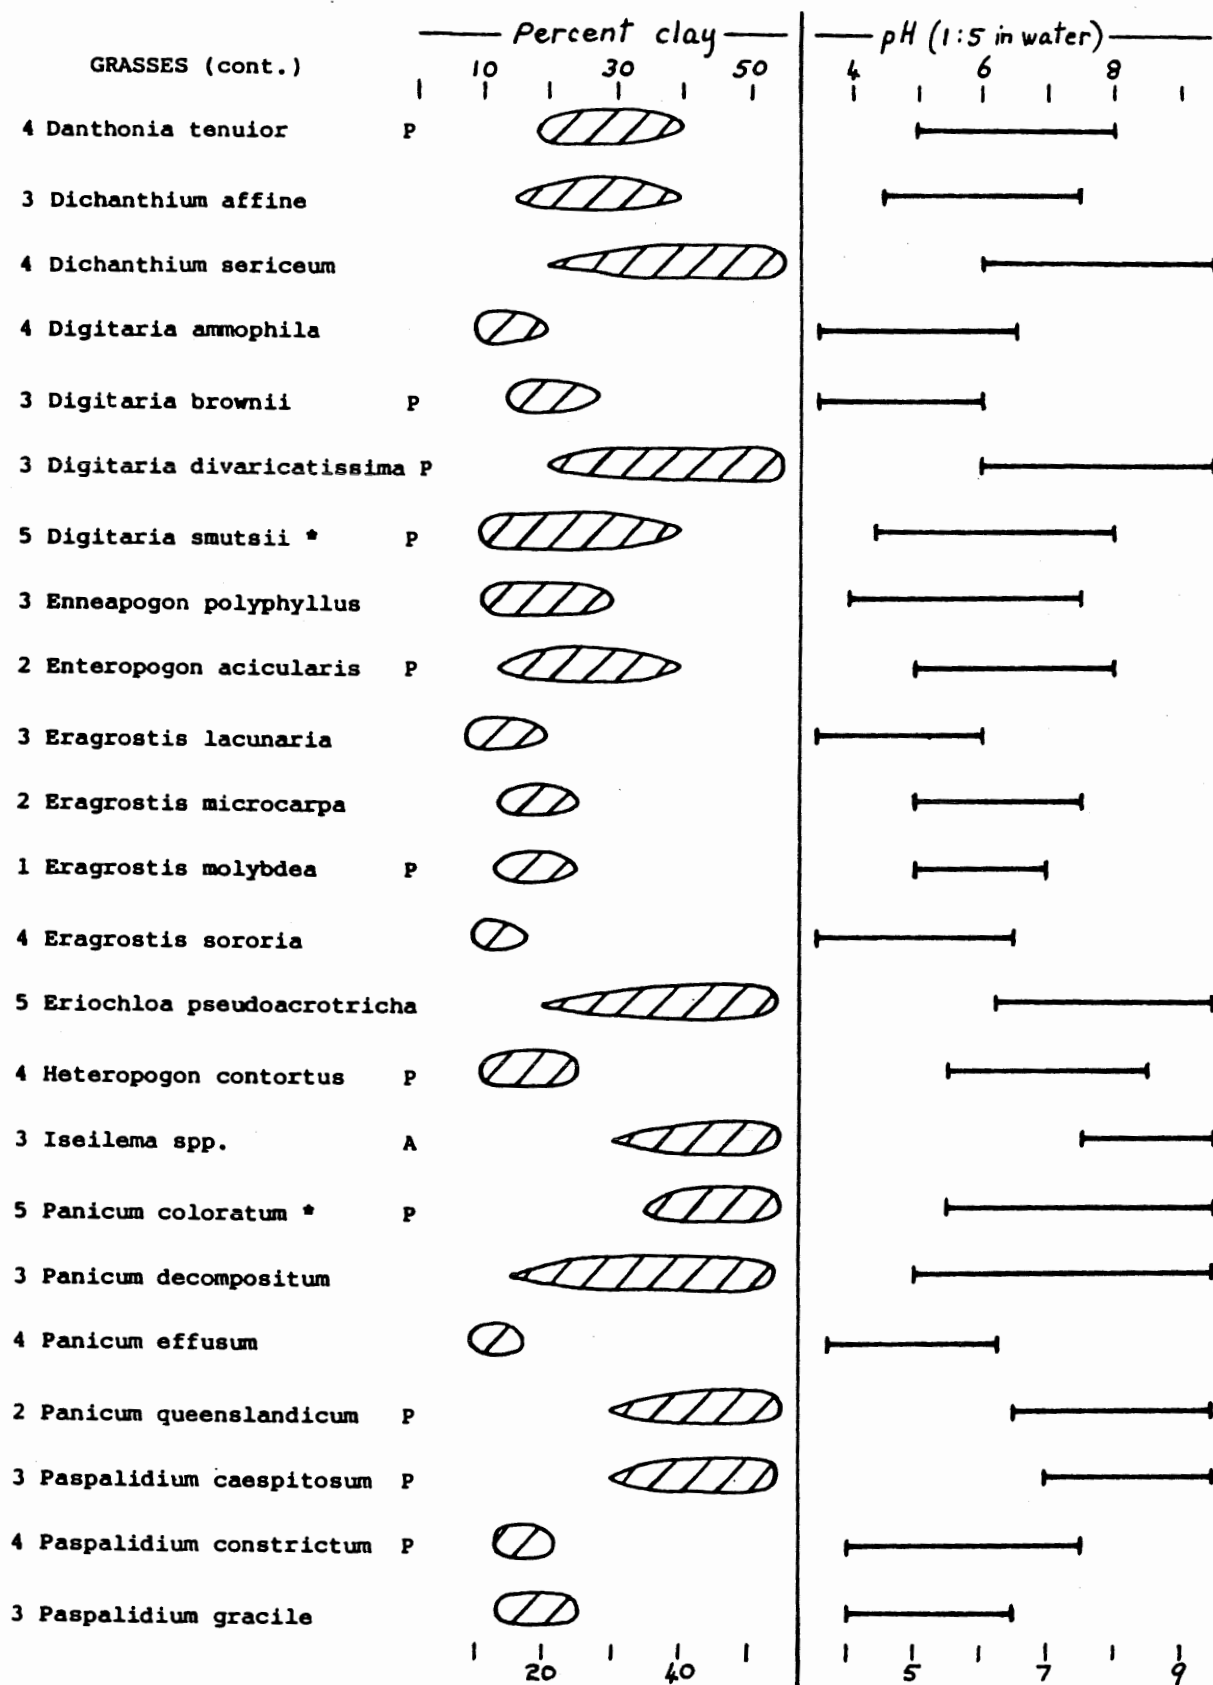 Percent clay pH (1:5 in water)
GRASSES (cont.) 10 30 50 4 6 8
4 Danthonia tenuior P
3 Dichanthium affine
4 Dichanthium sericeum
4 Digitaria ammophila
3 Digitaria brownii P
3 Digitaria divaricatissima P
5 Digitaria smutsii * P
3 Enneapogon polyphyllus
2 Enteropogon acicularis P
3 Eragrostis lacunaria
2 Eragrostis microcarpa
1 Eragrostis molybdea P
4 Eragrostis sororia
5 Eriochloa pseudoacrotricha
4 Heteropogon contortus P
3 Iseilema spp. A
5 Panicum coloratum * P
3 Panicum decompositum
4 Panicum effusum
2 Panicum queenslandicum P
3 Paspalidium caespitosum P
4 Paspalidium constrictum P
3 Paspalidium gracile
20 40 5 7 9